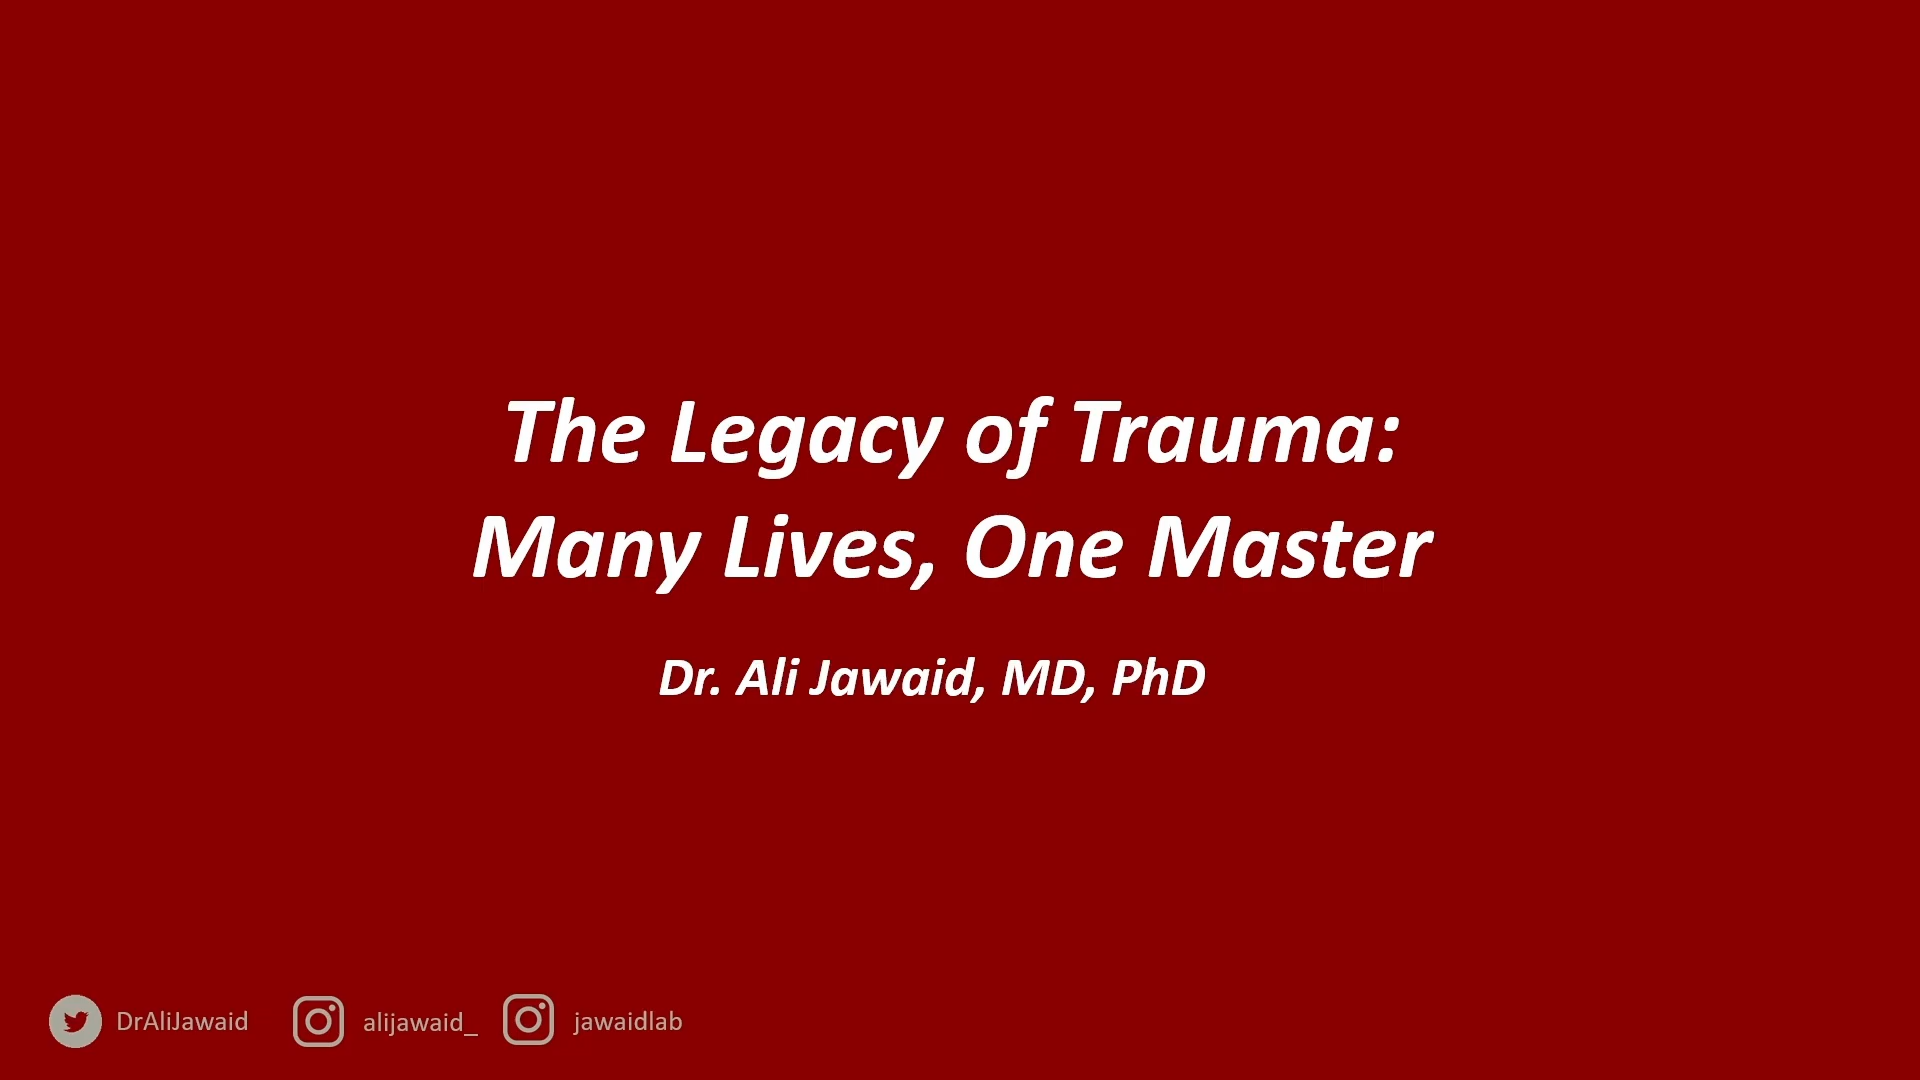 The Legacy of Trauma:
Many Lives, One Master
Dr. Ali Jawaid, MD, PhD
DrAliJawaid alijawaid_ jawaidlab